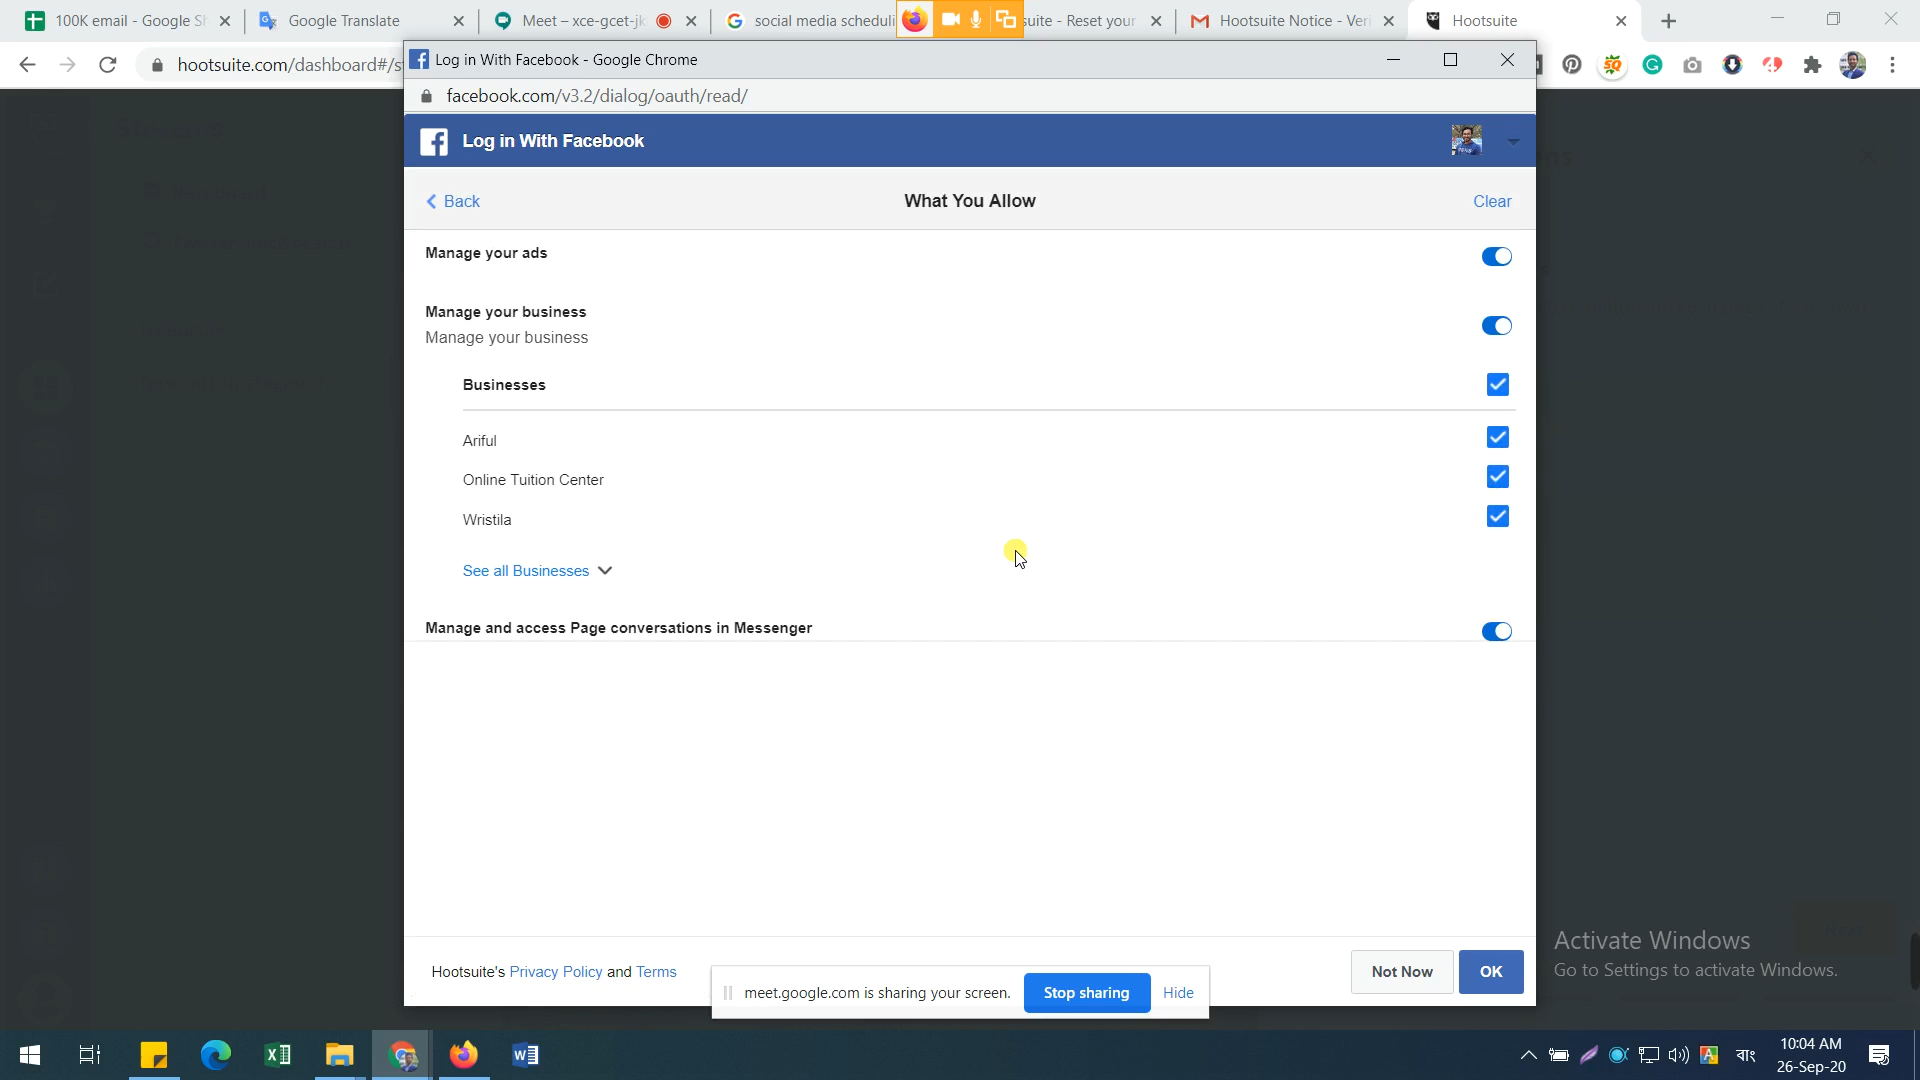 100K email - Google Sh
Google Translate
Meet – xce-gcet-jk
social media scheduli
suite - Reset your
Hootsuite Notice - Veri
Hootsuite
hootsuite.com/dashboard#/s
Log in With Facebook - Google Chrome
facebook.com/v3.2/dialog/oauth/read/
Log in With Facebook
Back
What You Allow
Clear
Manage your ads
Manage your business
Manage your business
Businesses
Ariful
Online Tuition Center
Wristila
See all Businesses
Manage and access Page conversations in Messenger
Activate Windows
Go to Settings to activate Windows.
Hootsuite's Privacy Policy and Terms
Not Now
OK
meet.google.com is sharing your screen.
Stop sharing
Hide
বাং
10:04 AM
26-Sep-20